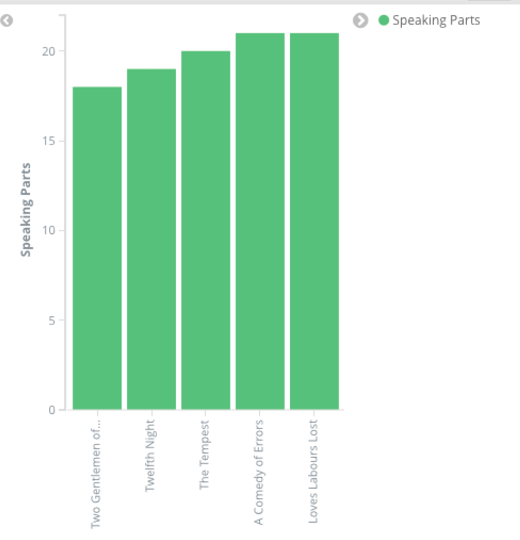 Speaking Parts
20
15
10
5
0
Speaking Parts
Two Gentlemen of...
Twelfth Night
The Tempest
A Comedy of Errors
Loves Labours Lost